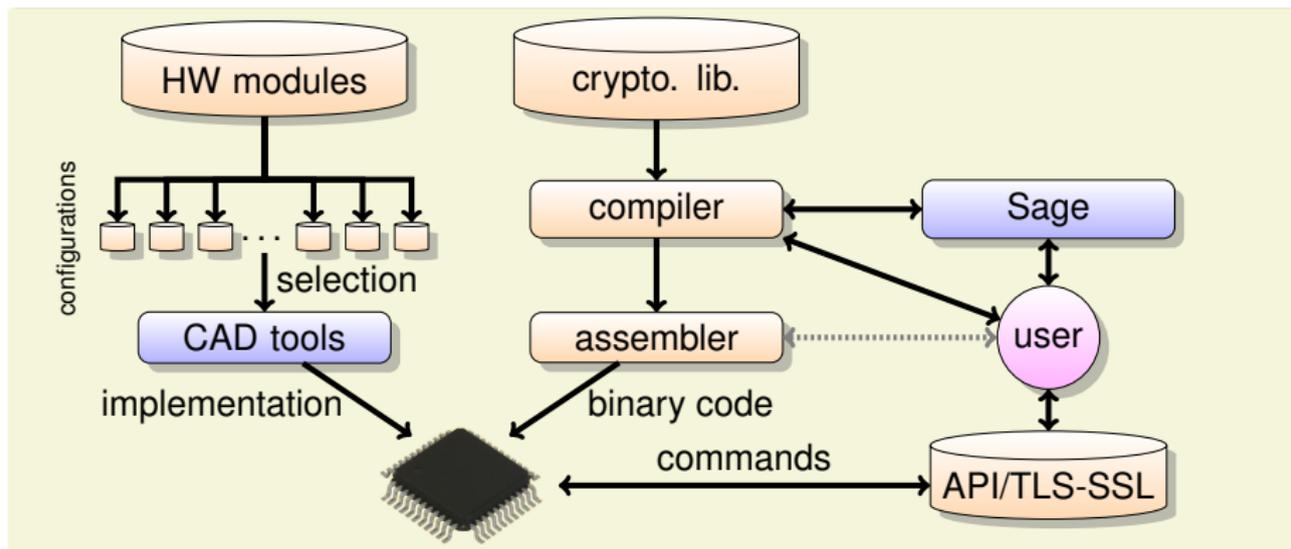 HW modules
crypto. lib.
configurations
compiler
Sage
...
selection
CAD tools
assembler
user
implementation
binary code
commands
API/TLS-SSL